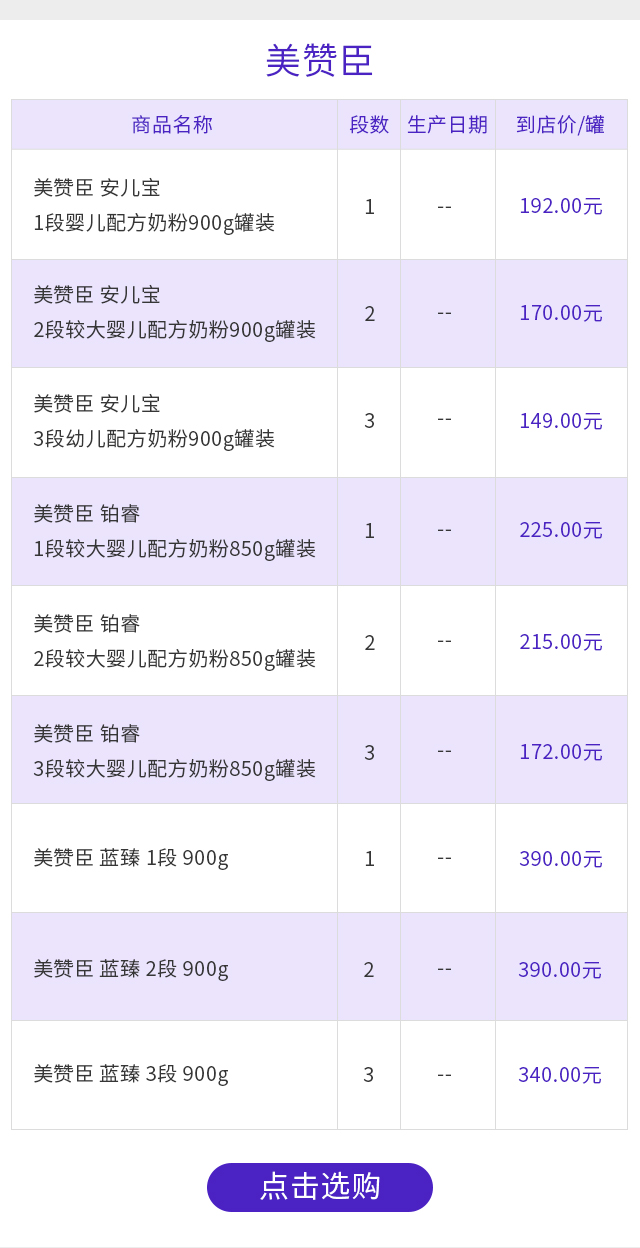 美赞臣
商品名称 段数 生产日期 到店价/罐
美赞臣 安儿宝
1段婴儿配方奶粉900g罐装
1 -- 192.00元
美赞臣 安儿宝
2段较大婴儿配方奶粉900g罐装
2 -- 170.00元
美赞臣 安儿宝
3段幼儿配方奶粉900g罐装
3 -- 149.00元
美赞臣 铂睿
1段较大婴儿配方奶粉850g罐装
1 -- 225.00元
美赞臣 铂睿
2段较大婴儿配方奶粉850g罐装
2 -- 215.00元
美赞臣 铂睿
3段较大婴儿配方奶粉850g罐装
3 -- 172.00元
美赞臣 蓝臻 1段 900g 1 -- 390.00元
美赞臣 蓝臻 2段 900g 2 -- 390.00元
美赞臣 蓝臻 3段 900g 3 -- 340.00元
点击选购